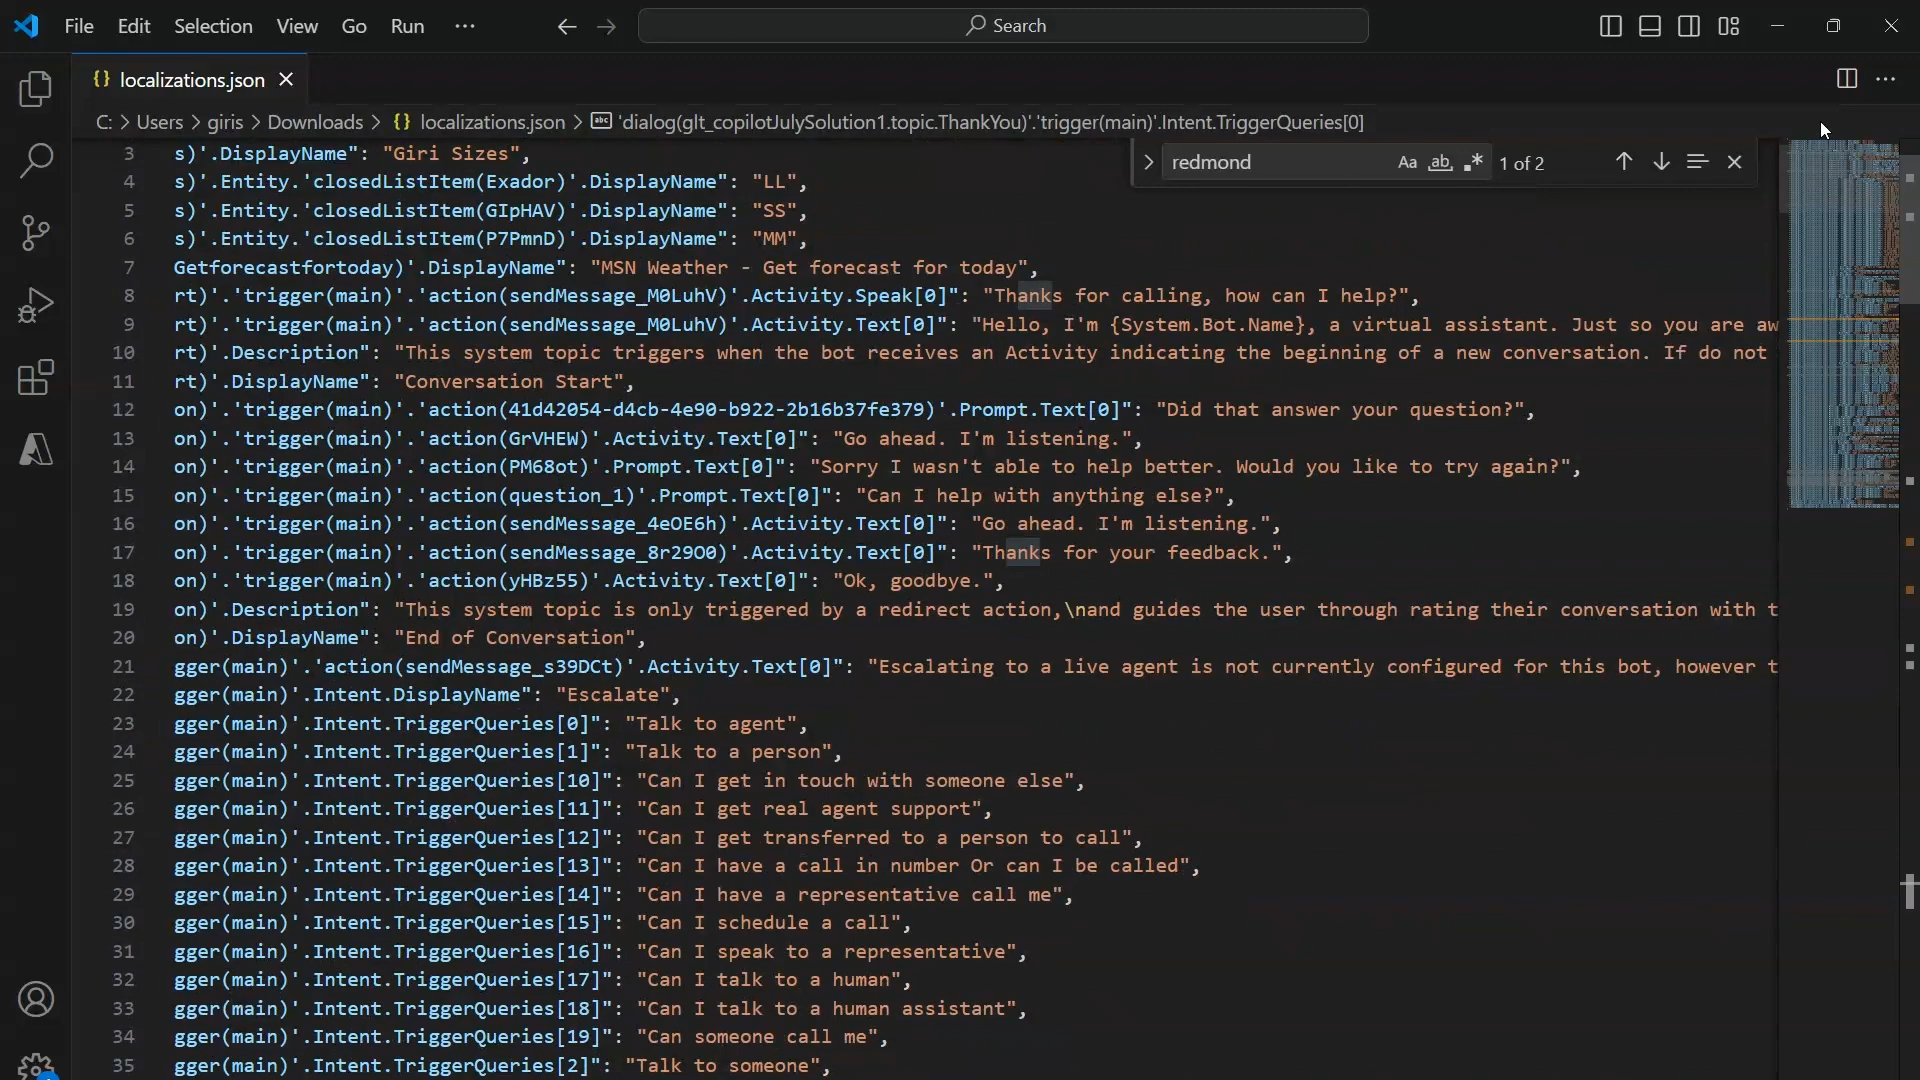 File Edit Selection View Go Run ··· Search
{} localizations.json
C: > Users > giris > Downloads > {} localizations.json > abc 'dialog(glt_copilotJulySolution1.topic.ThankYou)'.'trigger(main)'.Intent.TriggerQueries[0]
redmond Aa ab 1 of 2
3 s)'.DisplayName": "Giri Sizes",
4 s)'.Entity.'closedListItem(Exador)'.DisplayName": "LL",
5 s)'.Entity.'closedListItem(GIpHAV)'.DisplayName": "SS",
6 s)'.Entity.'closedListItem(P7PmnD)'.DisplayName": "MM",
7 Getforecastfortoday)'.DisplayName": "MSN Weather - Get forecast for today",
8 rt)'.'trigger(main)'.'action(sendMessage_M0LuhV)'.Activity.Speak[0]": "Thanks for calling, how can I help?",
9 rt)'.'trigger(main)'.'action(sendMessage_M0LuhV)'.Activity.Text[0]": "Hello, I'm {System.Bot.Name}, a virtual assistant. Just so you are aw
10 rt)'.Description": "This system topic triggers when the bot receives an Activity indicating the beginning of a new conversation. If do not
11 rt)'.DisplayName": "Conversation Start",
12 on)'.'trigger(main)'.'action(41d42054-d4cb-4e90-b922-2b16b37fe379)'.Prompt.Text[0]": "Did that answer your question?",
13 on)'.'trigger(main)'.'action(GrVHEW)'.Activity.Text[0]": "Go ahead. I'm listening.",
14 on)'.'trigger(main)'.'action(PM68ot)'.Prompt.Text[0]": "Sorry I wasn't able to help better. Would you like to try again?",
15 on)'.'trigger(main)'.'action(question_1)'.Prompt.Text[0]": "Can I help with anything else?",
16 on)'.'trigger(main)'.'action(sendMessage_4eOE6h)'.Activity.Text[0]": "Go ahead. I'm listening.",
17 on)'.'trigger(main)'.'action(sendMessage_8r29O0)'.Activity.Text[0]": "Thanks for your feedback.",
18 on)'.'trigger(main)'.'action(yHBz55)'.Activity.Text[0]": "Ok, goodbye.",
19 on)'.Description": "This system topic is only triggered by a redirect action,\nand guides the user through rating their conversation with t
20 on)'.DisplayName": "End of Conversation",
21 gger(main)'.'action(sendMessage_s39DCt)'.Activity.Text[0]": "Escalating to a live agent is not currently configured for this bot, however t
22 gger(main)'.Intent.DisplayName": "Escalate",
23 gger(main)'.Intent.TriggerQueries[0]": "Talk to agent",
24 gger(main)'.Intent.TriggerQueries[1]": "Talk to a person",
25 gger(main)'.Intent.TriggerQueries[10]": "Can I get in touch with someone else",
26 gger(main)'.Intent.TriggerQueries[11]": "Can I get real agent support",
27 gger(main)'.Intent.TriggerQueries[12]": "Can I get transferred to a person to call",
28 gger(main)'.Intent.TriggerQueries[13]": "Can I have a call in number Or can I be called",
29 gger(main)'.Intent.TriggerQueries[14]": "Can I have a representative call me",
30 gger(main)'.Intent.TriggerQueries[15]": "Can I schedule a call",
31 gger(main)'.Intent.TriggerQueries[16]": "Can I speak to a representative",
32 gger(main)'.Intent.TriggerQueries[17]": "Can I talk to a human",
33 gger(main)'.Intent.TriggerQueries[18]": "Can I talk to a human assistant",
34 gger(main)'.Intent.TriggerQueries[19]": "Can someone call me",
35 gger(main)'.Intent.TriggerQueries[2]": "Talk to someone",